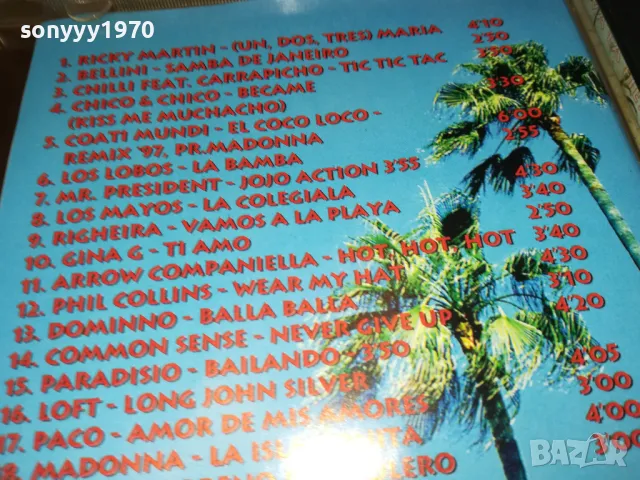 sonyyy1970
1. RICKY MARTIN - (UN, DOS, TRES) MARIA 4'10
2. BELLINI - SAMBA DE JANEIRO 2'50
3. CHILLI FEAT. CARRAPICHO - TIC TIC TAC 3'50
4. CHICO & CHICO - BECAME 3'30
(KISS ME MUCHACHO)
5. COATI MUNDI - EL COCO LOCO - 6'00
REMIX '97, PR.MADONNA
6. LOS LOBOS - LA BAMBA 2'55
7. MR. PRESIDENT - JOJO ACTION 3'55
8. LOS MAYOS - LA COLEGIALA 4'30
9. RIGHEIRA - VAMOS A LA PLAYA 3'40
10. GINA G - TI AMO 2'50
11. ARROW COMPANIELLA - HOT, HOT, HOT 3'40
12. PHIL COLLINS - WEAR MY HAT 4'30
13. DOMINNO - BALLA BALLA 3'10
14. COMMON SENSE - NEVER GIVE UP 4'20
15. PARADISIO - BAILANDO - 3'50
16. LOFT - LONG JOHN SILVER 4'05
17. PACO - AMOR DE MIS AMORES 3'00
18. MADONNA - LA 4'00
3'00
bazar.bg